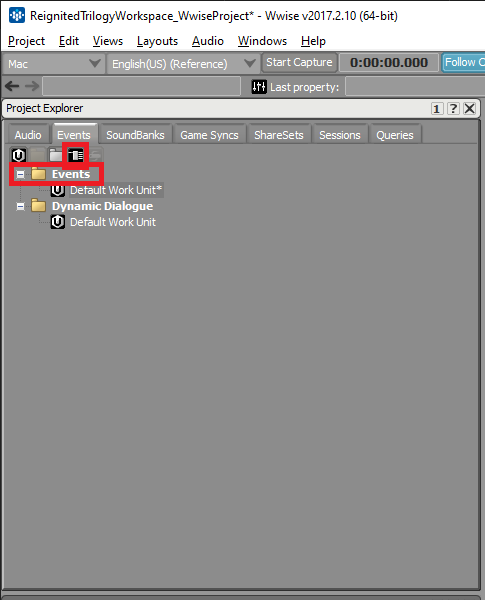 ReignitedTrilogyWorkspace_WwiseProject* - Wwise v2017.2.10 (64-bit)
Project Edit Views Layouts Audio Windows Help
Mac English(US) (Reference) Start Capture 0:00:00.000 Follow
Last property:
Project Explorer 1 ?
Audio Events SoundBanks Game Syncs ShareSets Sessions Queries
Events
Default Work Unit*
Dynamic Dialogue
Default Work Unit